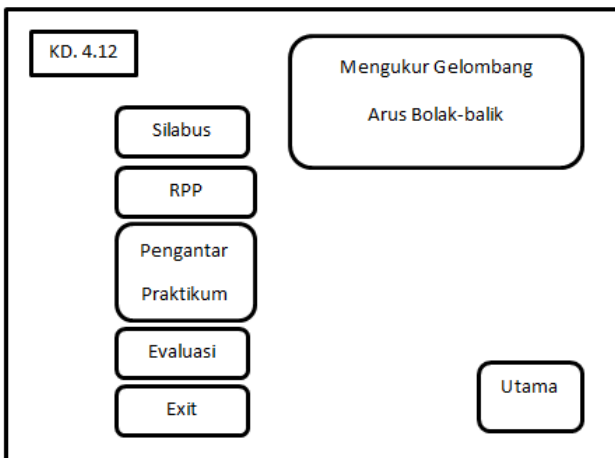 KD. 4.12
Mengukur Gelombang
Arus Bolak-balik
Silabus
RPP
Pengantar
Praktikum
Evaluasi
Exit
Utama